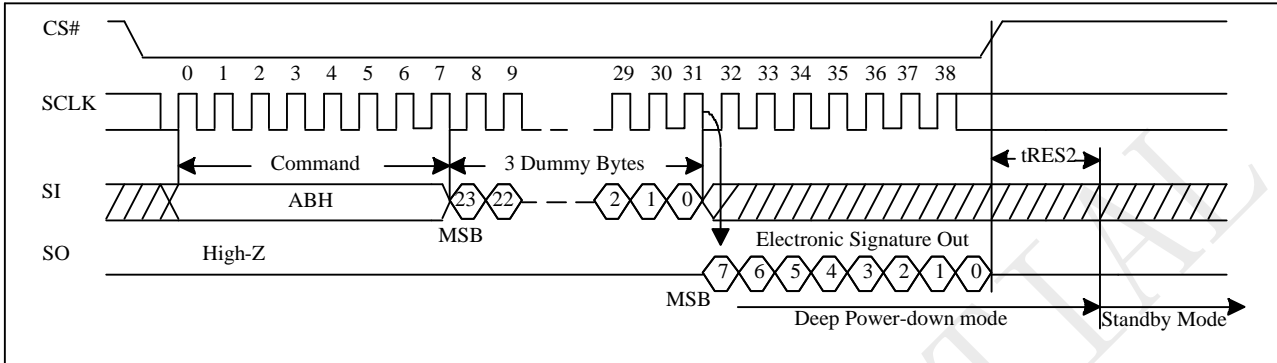 CS#
0 1 2 3 4 5 6 7 8 9 29 30 31 32 33 34 35 36 37 38
SCLK
Command 3 Dummy Bytes tRES2
SI ABH 23 22 2 1 0
MSB
SO High-Z Electronic Signature Out
7 6 5 4 3 2 1 0
MSB
Deep Power-down mode Standby Mode
TIAL